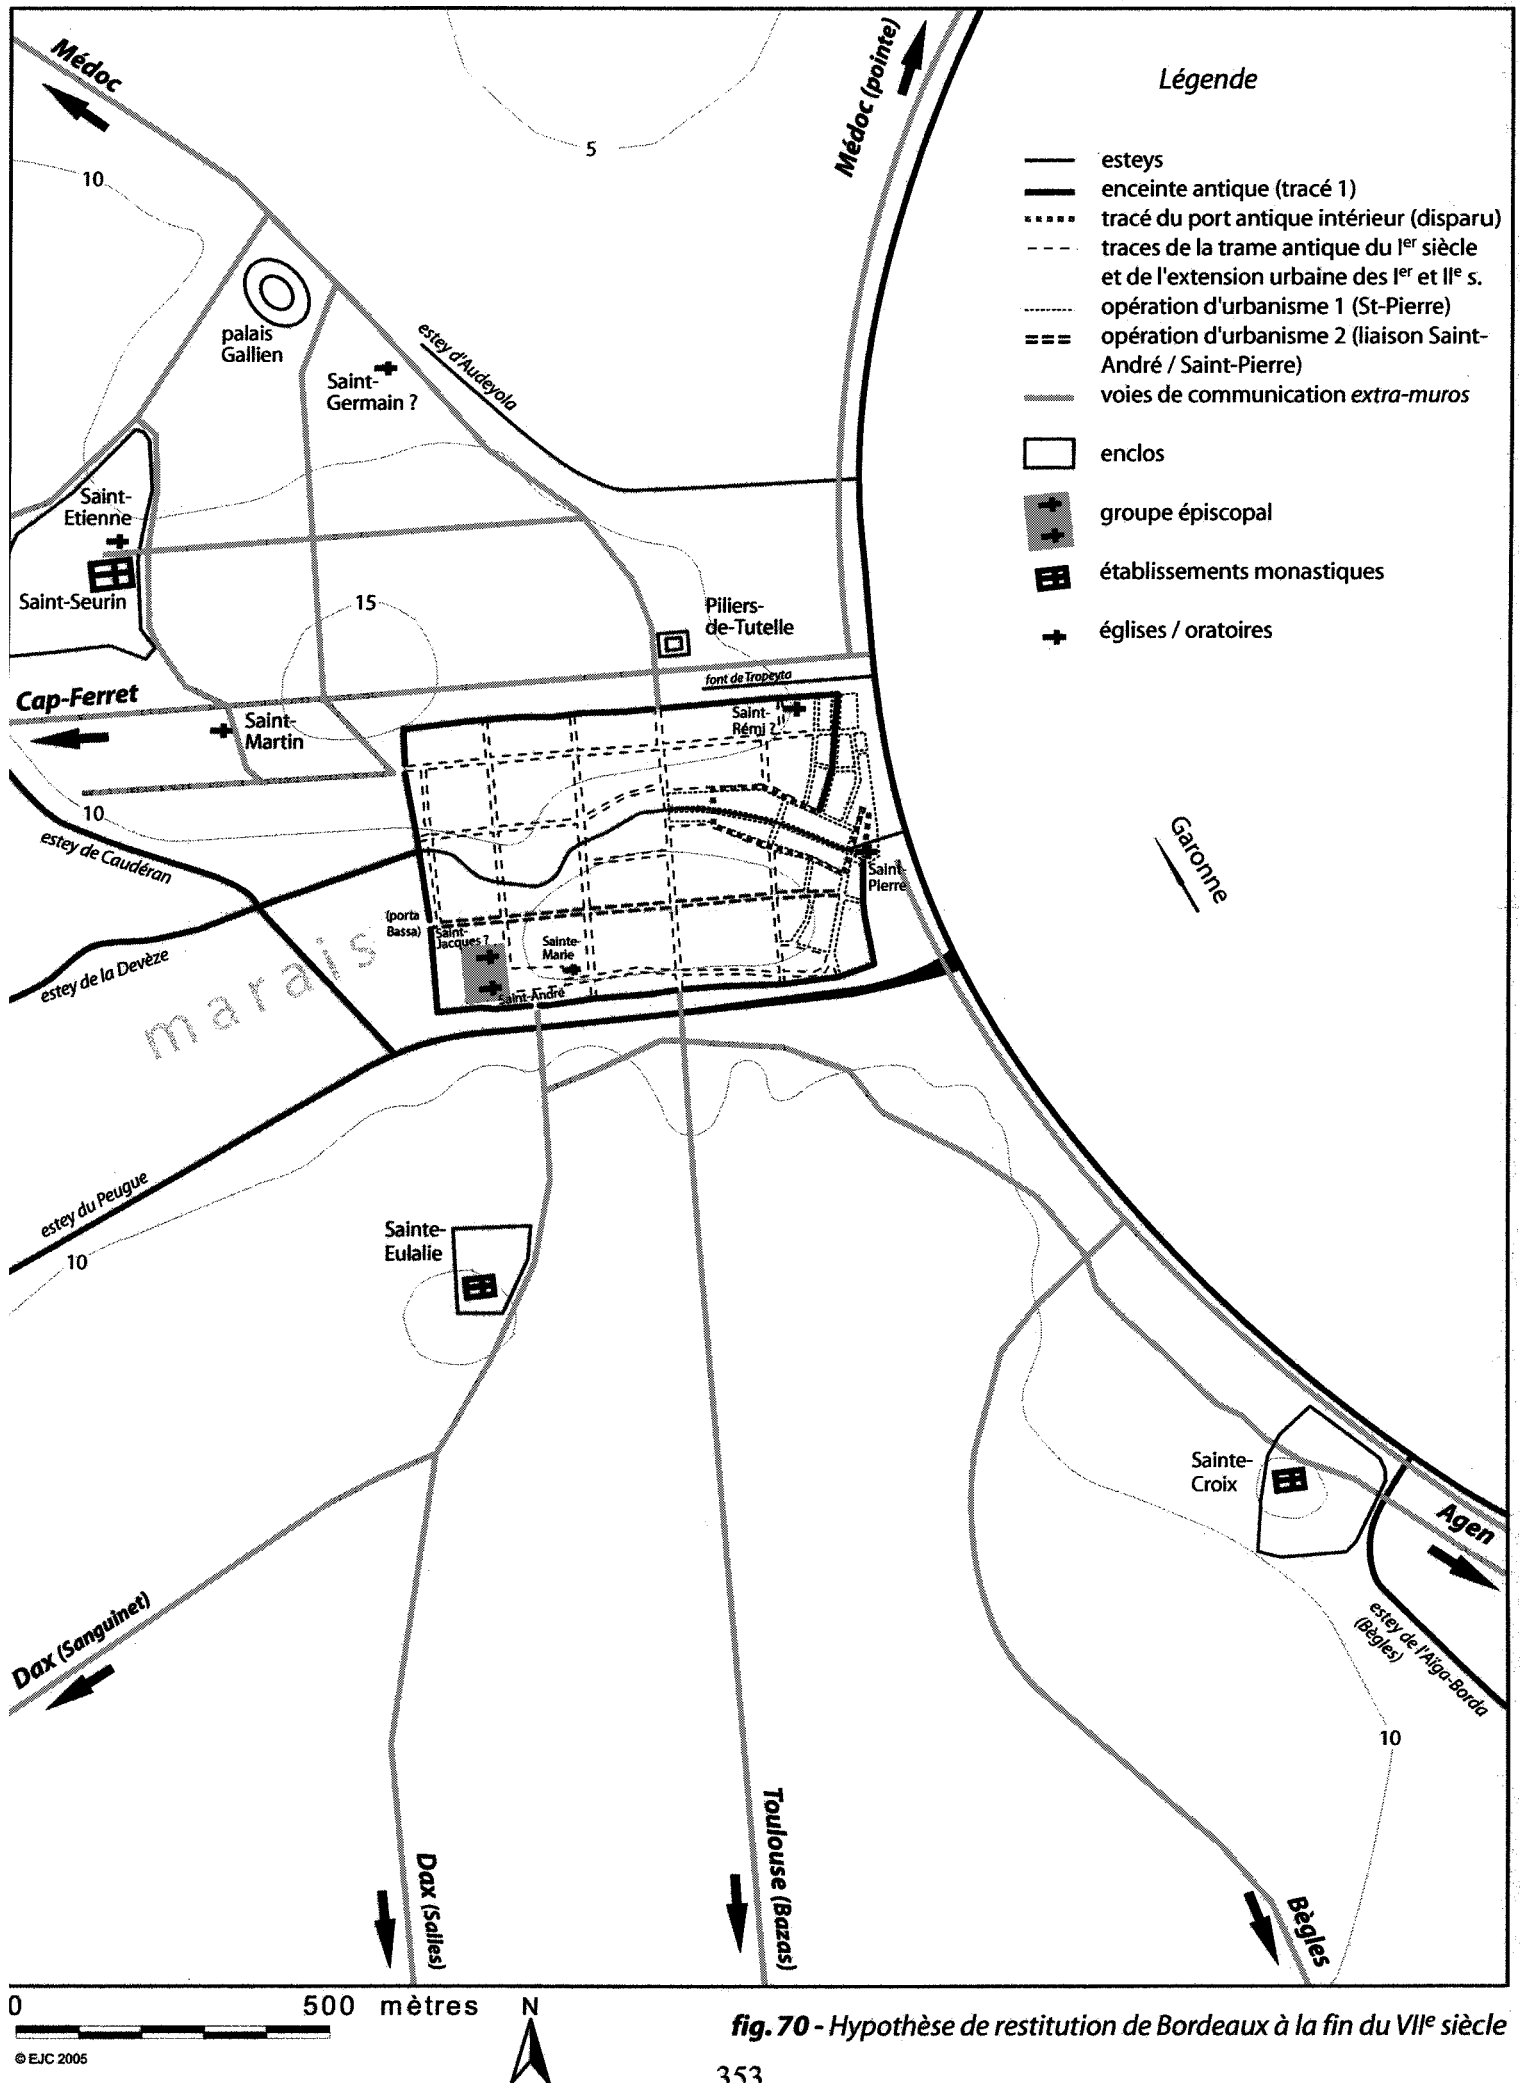 Médoc
Médoc (pointe)
Légende
5
10
esteys
enceinte antique (tracé 1)
tracé du port antique intérieur (disparu)
traces de la trame antique du Ier siècle
et de l'extension urbaine des Ier et IIe s.
opération d'urbanisme 1 (St-Pierre)
opération d'urbanisme 2 (liaison Saint-
André / Saint-Pierre)
voies de communication extra-muros
enclos
groupe épiscopal
établissements monastiques
églises / oratoires
palais
Gallien
estey d'Audeyola
Saint-
Germain ?
Saint-
Etienne
Saint-Seurin
15
Piliers-
de-Tutelle
font de Tropeyta
Cap-Ferret
Saint-
Martin
Saint-
Rémi ?
10
estey de Caudéran
Garonne
Saint-
Pierre
(porta
Bassa)
Saint-
Jacques ?
Sainte-
Marie
Saint-André
estey de la Devèze
marais
estey du Peugue
10
Sainte-
Eulalie
Sainte-
Croix
Agen
estey de l'Aïga-Borda
(Bègles)
Dax (Sanguinet)
10
Dax (Salles)
Toulouse (Bazas)
Bègles
0 500 mètres N
fig. 70 - Hypothèse de restitution de Bordeaux à la fin du VIIe siècle
© EJC 2005
353